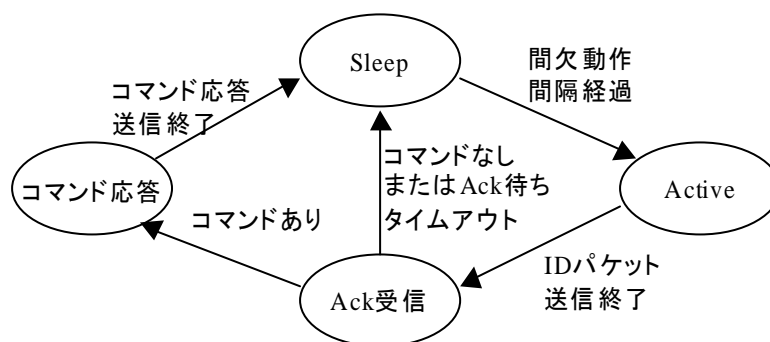 Sleep
間欠動作
間隔経過
コマンド応答
送信終了
コマンドなし
またはAck待ち
タイムアウト
コマンド応答
Active
コマンドあり
IDパケット
送信終了
Ack受信